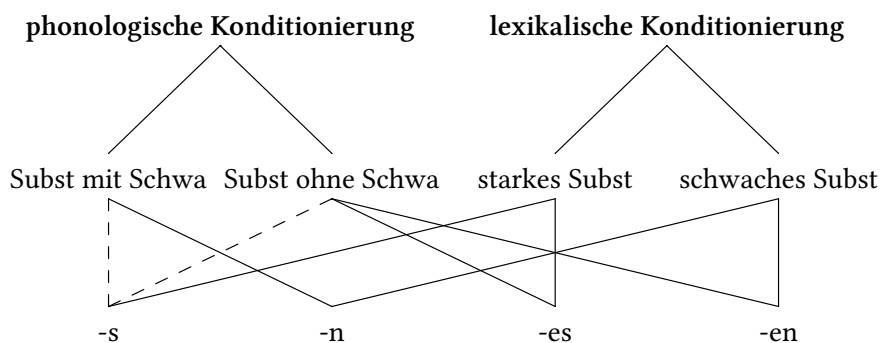 phonologische Konditionierung lexikalische Konditionierung
Subst mit Schwa Subst ohne Schwa starkes Subst schwaches Subst
-s -n -es -en